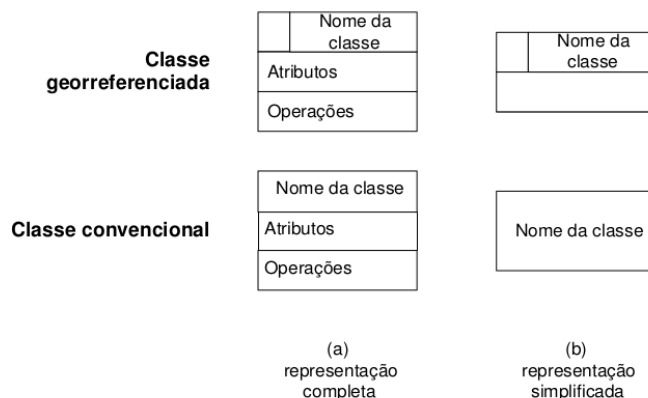 Classe
georreferenciada
Nome da
classe
Atributos
Operações
Nome da
classe
Classe convencional
Nome da classe
Atributos
Operações
Nome da classe
(a)
representação
completa
(b)
representação
simplificada